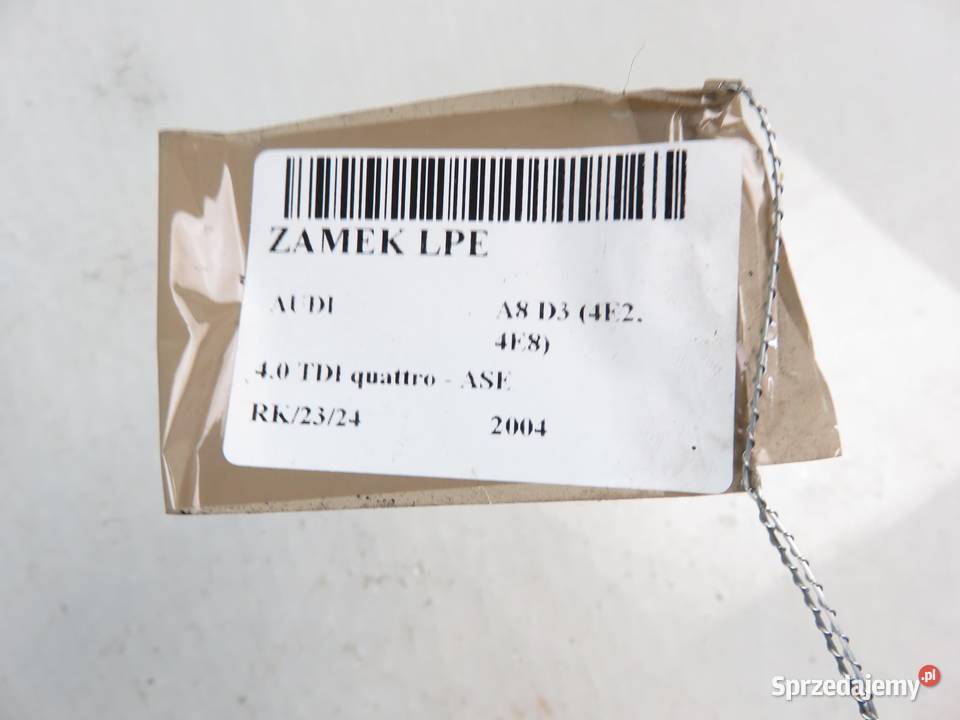 ZAMEK LPE
AUDI A8 D3 (4E2,
4E8)
4.0 TDI quattro - ASE
RK/23/24 2004
Sprzedajemy.pl